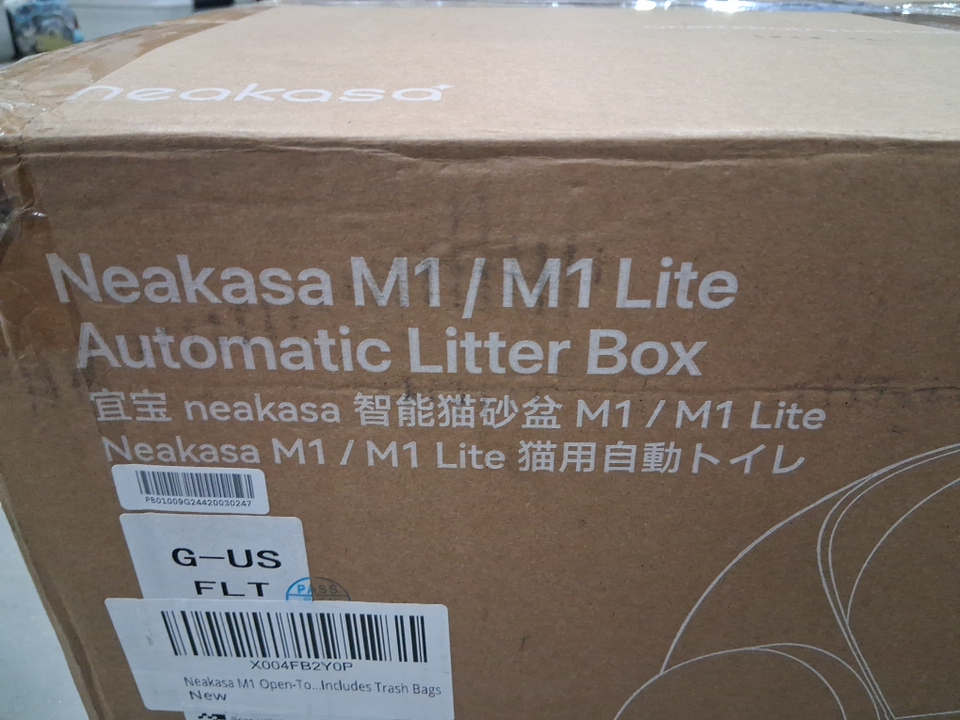 neakasa
Neakasa M1 / M1 Lite
Automatic Litter Box
宜宝 neakasa 智能猫砂盆 M1 / M1 Lite
Neakasa M1 / M1 Lite 猫用自動トイレ
PB01009G24420030247
G-US
FLT
PASS
X004FB2Y0P
Neakasa M1 Open-To...Includes Trash Bags
New